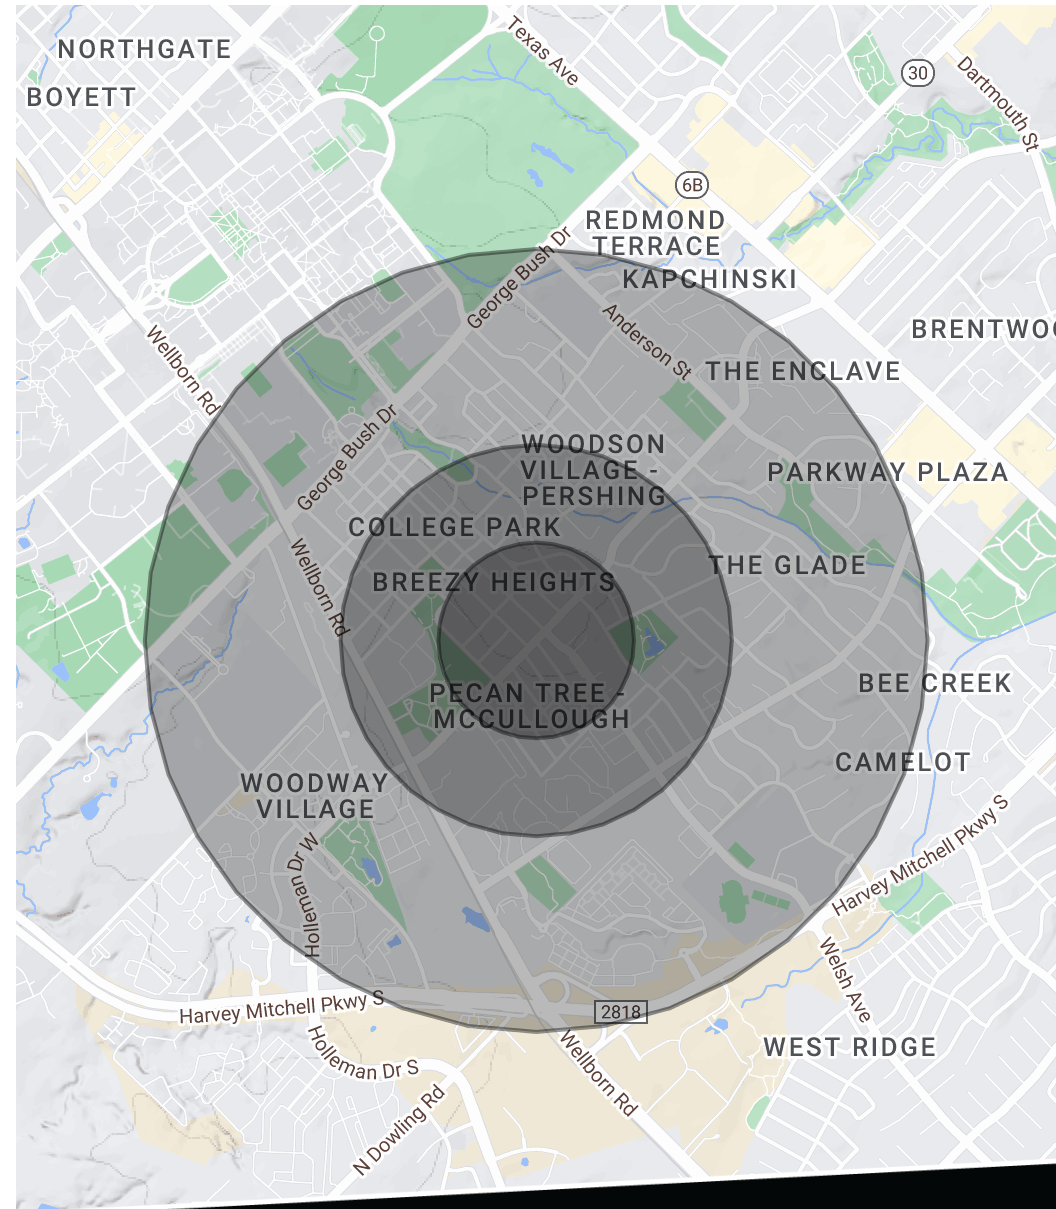 Texas Ave
NORTHGATE
30
Dartmouth St
BOYETT
6B
REDMOND
TERRACE
George Bush Dr
KAPCHINSKI
Anderson St
BRENTWOO
Wellborn Rd
THE ENCLAVE
George Bush Dr
WOODSON
VILLAGE -
PERSHING
PARKWAY PLAZA
COLLEGE PARK
Wellborn Rd
THE GLADE
BREEZY HEIGHTS
BEE CREEK
PECAN TREE -
MCCULLOUGH
CAMELOT
WOODWAY
VILLAGE
Harvey Mitchell Pkwy S
Holleman Dr W
Welsh Ave
Harvey Mitchell Pkwy S
2818
WEST RIDGE
Holleman Dr S
Wellborn Rd
N Dowling Rd